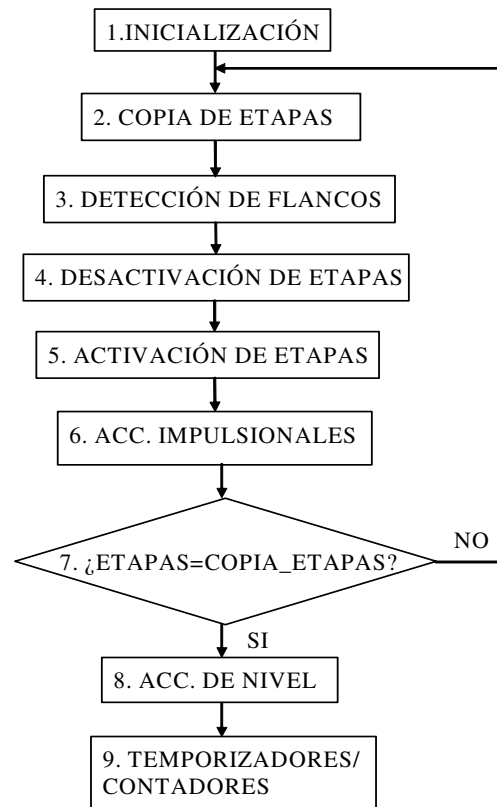 1.INICIALIZACIÓN
2. COPIA DE ETAPAS
3. DETECCIÓN DE FLANCOS
4. DESACTIVACIÓN DE ETAPAS
5. ACTIVACIÓN DE ETAPAS
6. ACC. IMPULSIONALES
7. ¿ETAPAS=COPIA_ETAPAS?
NO
SI
8. ACC. DE NIVEL
9. TEMPORIZADORES/
CONTADORES